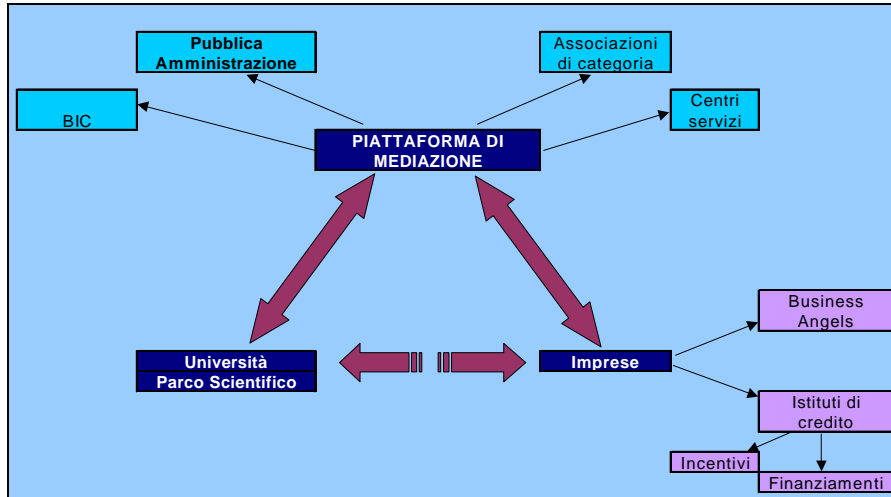 Pubblica
Amministrazione
Associazioni
di categoria
BIC
Centri
servizi
PIATTAFORMA DI
MEDIAZIONE
Business
Angels
Università
Parco Scientifico
Imprese
Istituti di
credito
Incentivi
Finanziamenti